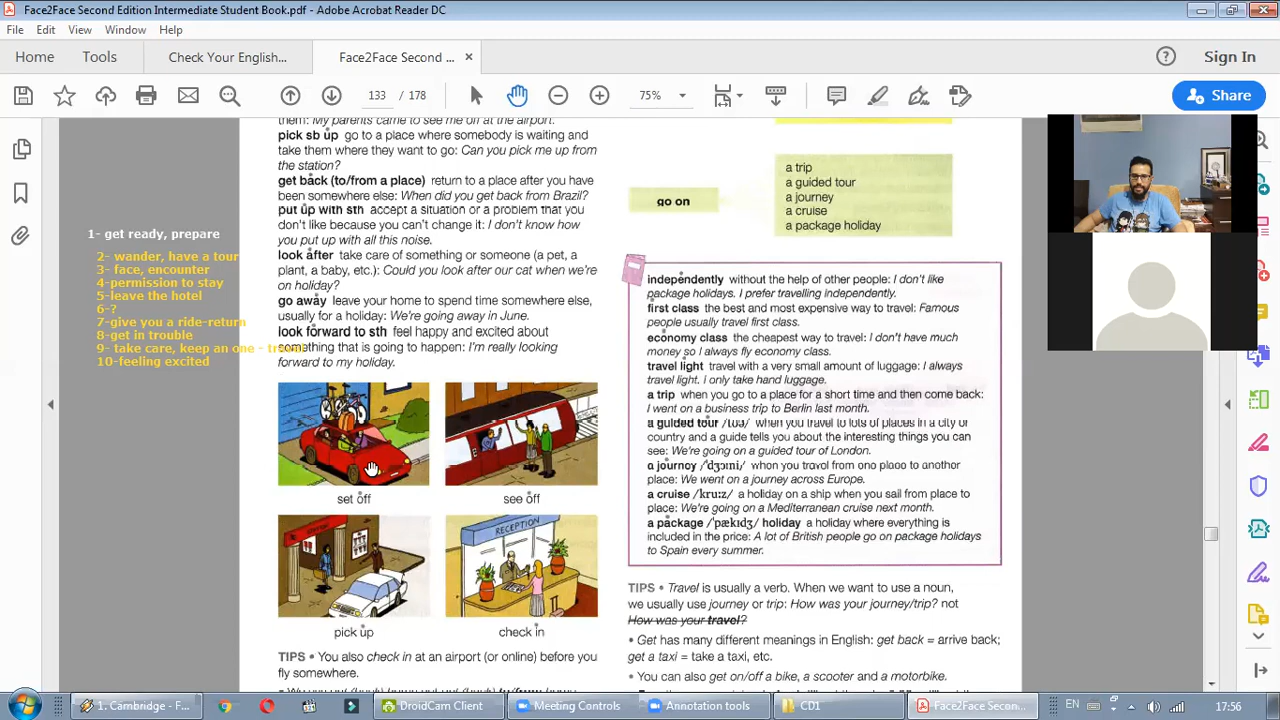 Face2Face Second Edition Intermediate Student Book.pdf - Adobe Acrobat Reader DC
File Edit View Window Help
Home Tools Check Your English... Face2Face Second ... × Sign In
133 / 178 75% Share
them: My parents came to see me off at the airport.
pick sb up go to a place where somebody is waiting and
take them where they want to go: Can you pick me up from
the station?
get back (to/from a place) return to a place after you have
been somewhere else: When did you get back from Brazil?
put up with sth accept a situation or a problem that you
don't like because you can't change it: I don't know how
you put up with all this noise.
look after take care of something or someone (a pet, a
plant, a baby, etc.): Could you look after our cat when we're
on holiday?
go away leave your home to spend time somewhere else,
usually for a holiday: We're going away in June.
look forward to sth feel happy and excited about
something that is going to happen: I'm really looking
forward to my holiday.
1- get ready, prepare
2- wander, have a tour
3- face, encounter
4-permission to stay
5-leave the hotel
6-?
7-give you a ride-return
8-get in trouble
9- take care, keep an one - travel
10-feeling excited
set off
see off
RECEPTION
pick up
check in
TIPS • You also check in at an airport (or online) before you
fly somewhere.
go on
a trip
a guided tour
a journey
a cruise
a package holiday
independently without the help of other people: I don't like
package holidays. I prefer travelling independently.
first class the best and most expensive way to travel: Famous
people usually travel first class.
economy class the cheapest way to travel: I don't have much
money so I always fly economy class.
travel light travel with a very small amount of luggage: I always
travel light. I only take hand luggage.
a trip when you go to a place for a short time and then come back:
I went on a business trip to Berlin last month.
a guided tour /tʊə/ when you travel to lots of places in a city or
country and a guide tells you about the interesting things you can
see: We're going on a guided tour of London.
a journey /ˈdʒɜːni/ when you travel from one place to another
place: We went on a journey across Europe.
a cruise /kruːz/ a holiday on a ship when you sail from place to
place: We're going on a Mediterranean cruise next month.
a package /ˈpækɪdʒ/ holiday a holiday where everything is
included in the price: A lot of British people go on package holidays
to Spain every summer.
TIPS • Travel is usually a verb. When we want to use a noun,
we usually use journey or trip: How was your journey/trip? not
How was your travel?
• Get has many different meanings in English: get back = arrive back;
get a taxi = take a taxi, etc.
• You can also get on/off a bike, a scooter and a motorbike.
1. Cambridge - F... DroidCam Client Meeting Controls Annotation tools CD1 Face2Face Secon... EN 17:56